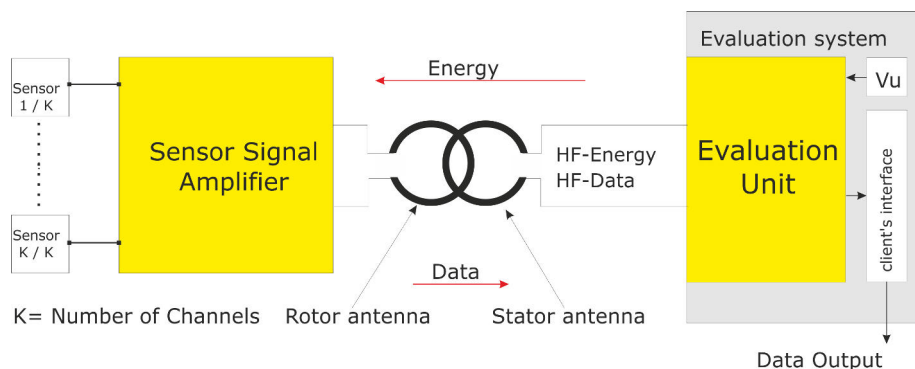 Evaluation system
Energy
Sensor
1 / K
Vu
Sensor Signal
Amplifier
HF-Energy
HF-Data
Evaluation
Unit
client's interface
Sensor
K / K
Data
K= Number of Channels
Rotor antenna
Stator antenna
Data Output